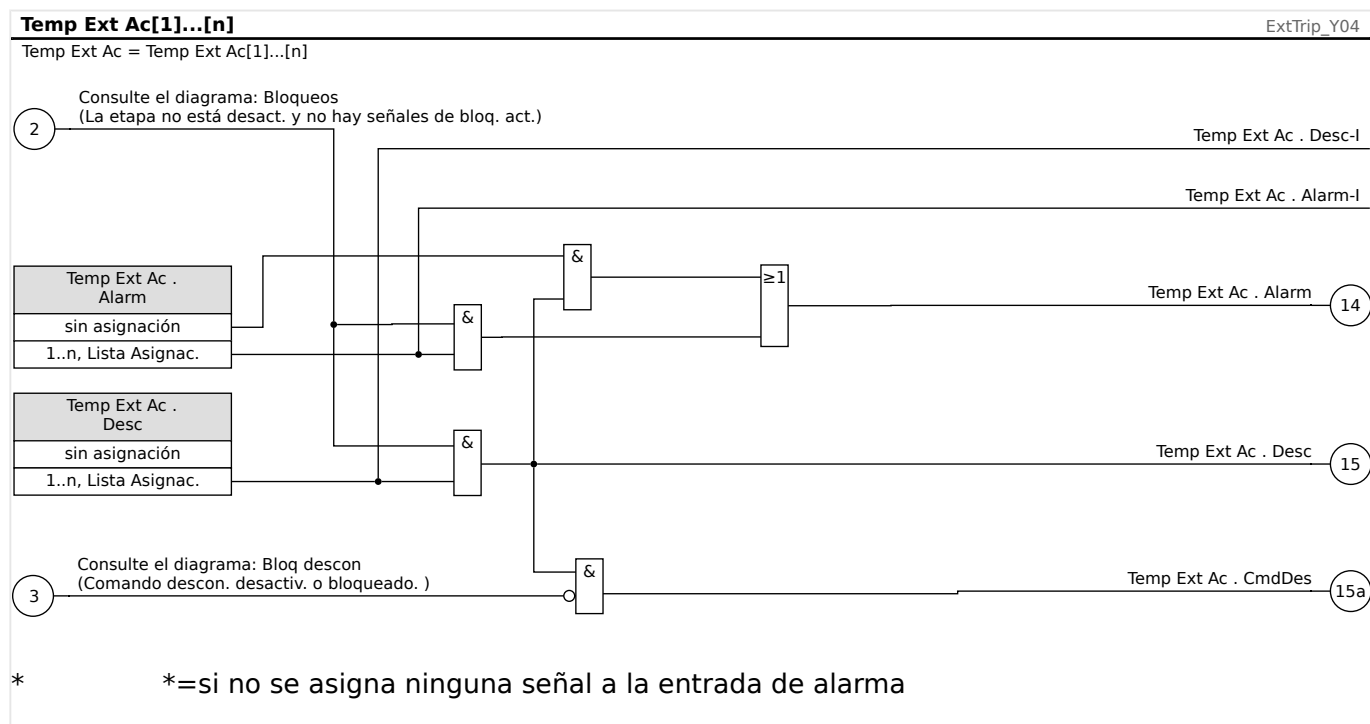 Temp Ext Ac[1]...[n]
ExtTrip_Y04
Temp Ext Ac = Temp Ext Ac[1]...[n]
Consulte el diagrama: Bloqueos
(La etapa no está desact. y no hay señales de bloq. act.)
2
Temp Ext Ac . Desc-I
Temp Ext Ac . Alarm-I
&
Temp Ext Ac .
Alarm
≥1
Temp Ext Ac . Alarm
14
sin asignación
&
1..n, Lista Asignac.
Temp Ext Ac .
Desc
sin asignación
&
1..n, Lista Asignac.
Temp Ext Ac . Desc
15
Consulte el diagrama: Bloq descon
(Comando descon. desactiv. o bloqueado. )
3
&
Temp Ext Ac . CmdDes
15a
* *=si no se asigna ninguna señal a la entrada de alarma